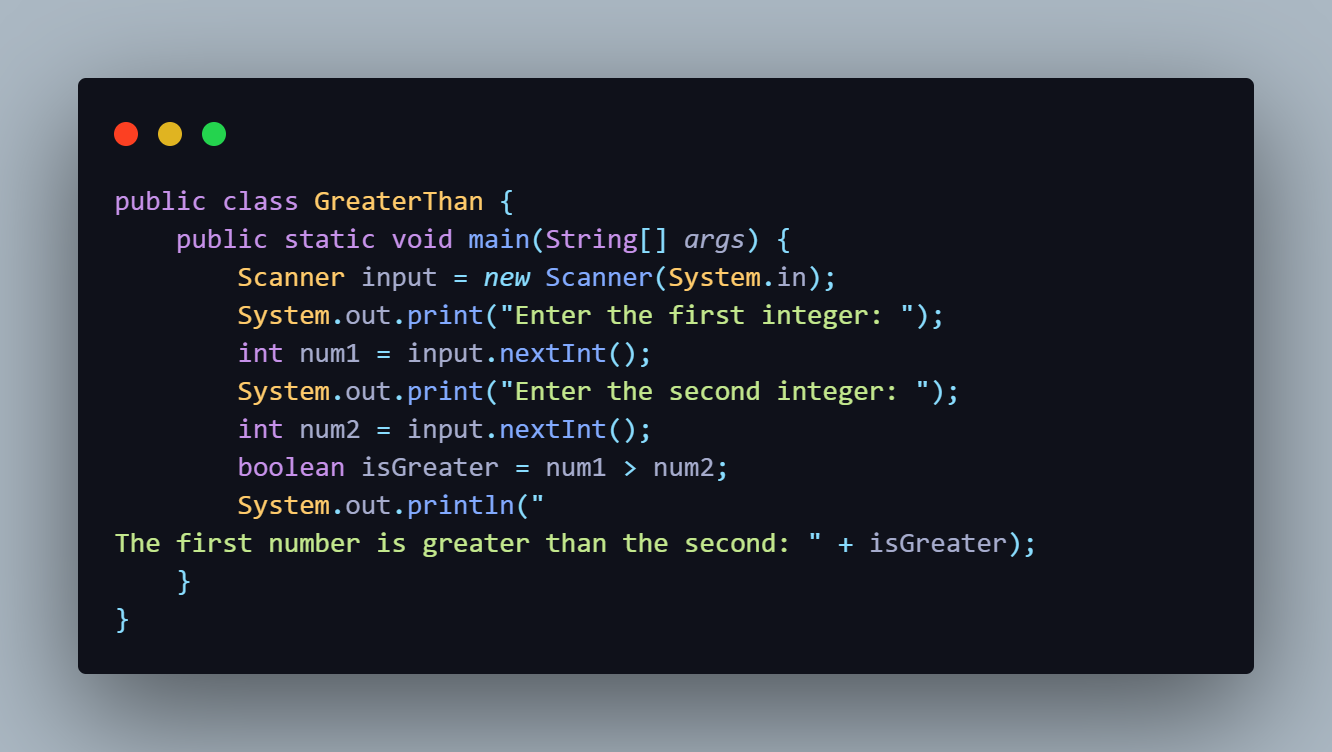 public class GreaterThan {
    public static void main(String[] args) {
        Scanner input = new Scanner(System.in);
        System.out.print("Enter the first integer: ");
        int num1 = input.nextInt();
        System.out.print("Enter the second integer: ");
        int num2 = input.nextInt();
        boolean isGreater = num1 > num2;
        System.out.println("
The first number is greater than the second: " + isGreater);
    }
}